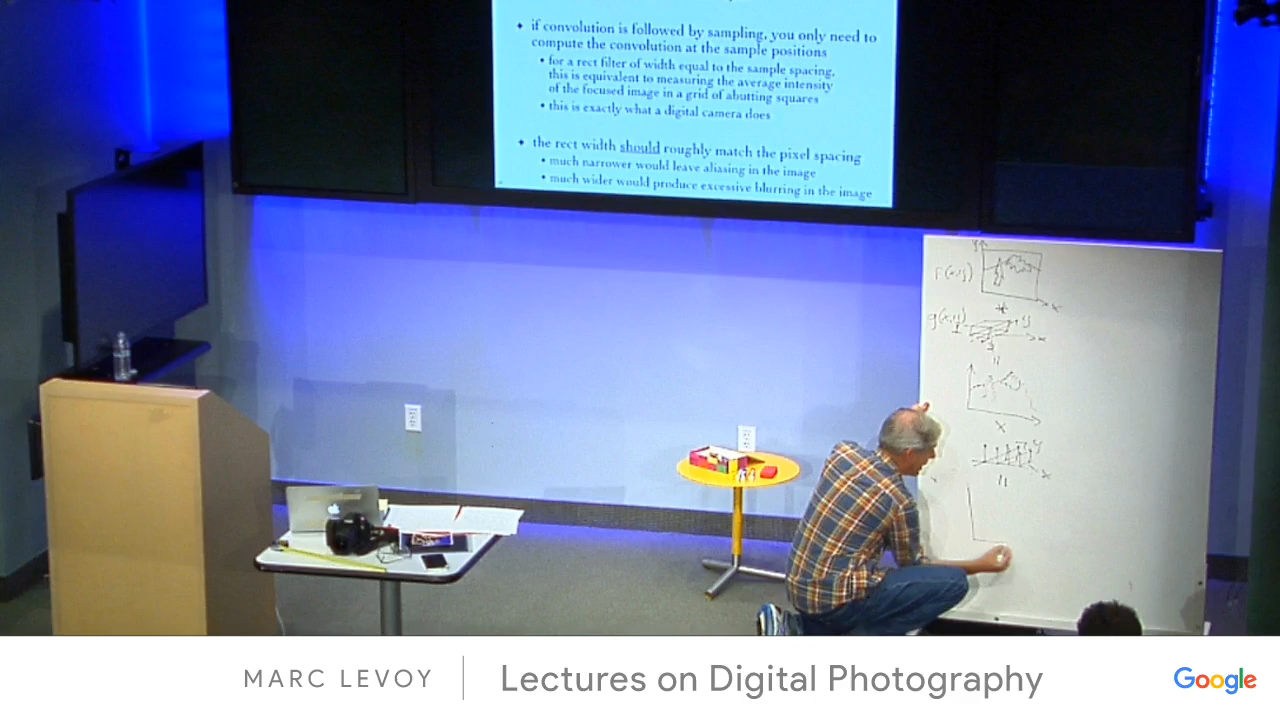 ✦ if convolution is followed by sampling, you only need to
compute the convolution at the sample positions
• for a rect filter of width equal to the sample spacing,
this is equivalent to measuring the average intensity
of the focused image in a grid of abutting squares
• this is exactly what a digital camera does
✦ the rect width should roughly match the pixel spacing
• much narrower would leave aliasing in the image
• much wider would produce excessive blurring in the image
y
f(x,y)
x
*
g(x,y)
y
x
=
x
y
x
=
MARC LEVOY
Lectures on Digital Photography
Google